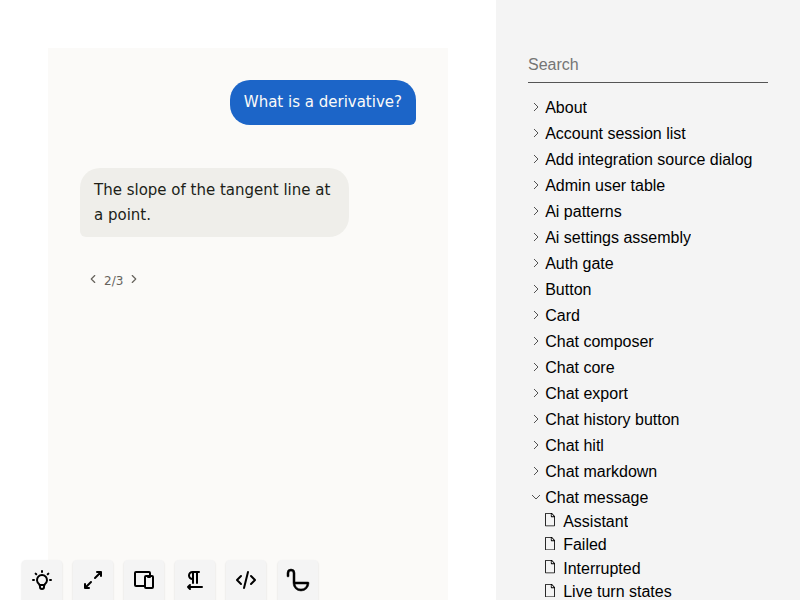 What is a derivative?
The slope of the tangent line at
a point.
2/3
Search
About
Account session list
Add integration source dialog
Admin user table
Ai patterns
Ai settings assembly
Auth gate
Button
Card
Chat composer
Chat core
Chat export
Chat history button
Chat hitl
Chat markdown
Chat message
Assistant
Failed
Interrupted
Live turn states